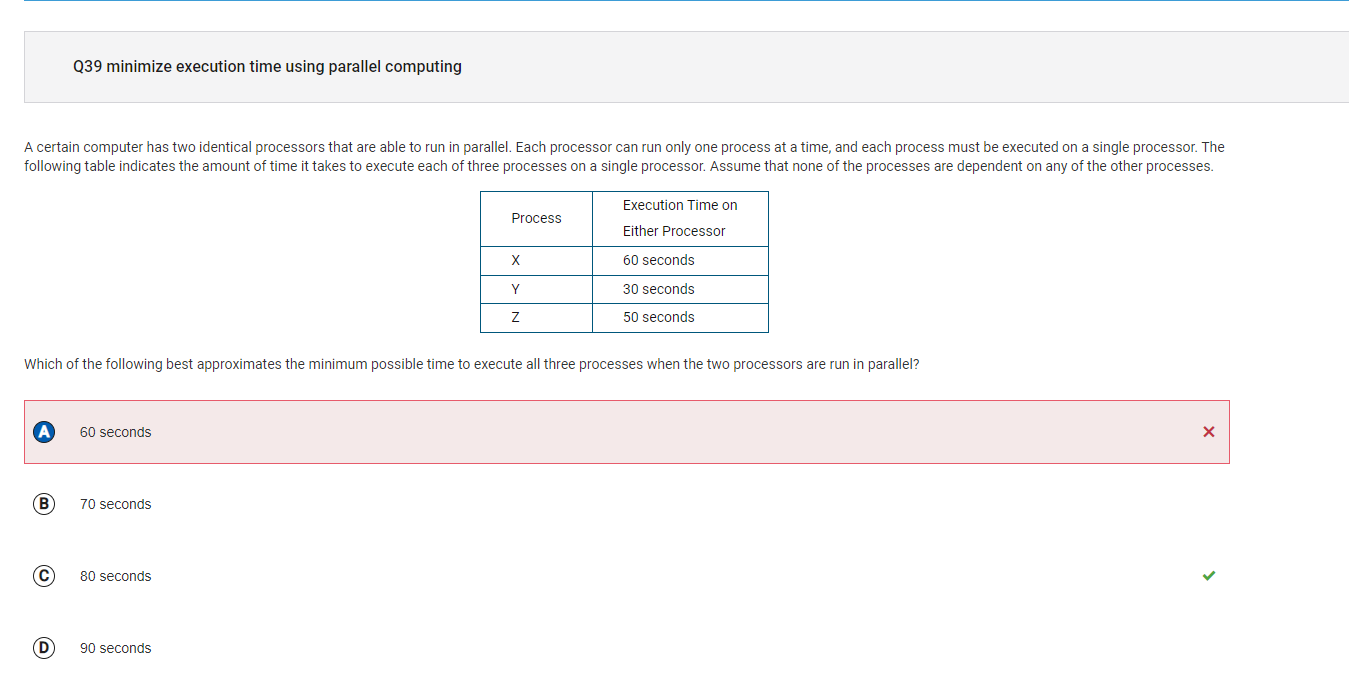 Q39 minimize execution time using parallel computing
A certain computer has two identical processors that are able to run in parallel. Each processor can run only one process at a time, and each process must be executed on a single processor. The
following table indicates the amount of time it takes to execute each of three processes on a single processor. Assume that none of the processes are dependent on any of the other processes.
Process
Execution Time on
Either Processor
X 60 seconds
Y 30 seconds
Z 50 seconds
Which of the following best approximates the minimum possible time to execute all three processes when the two processors are run in parallel?
A 60 seconds
B 70 seconds
C 80 seconds
D 90 seconds